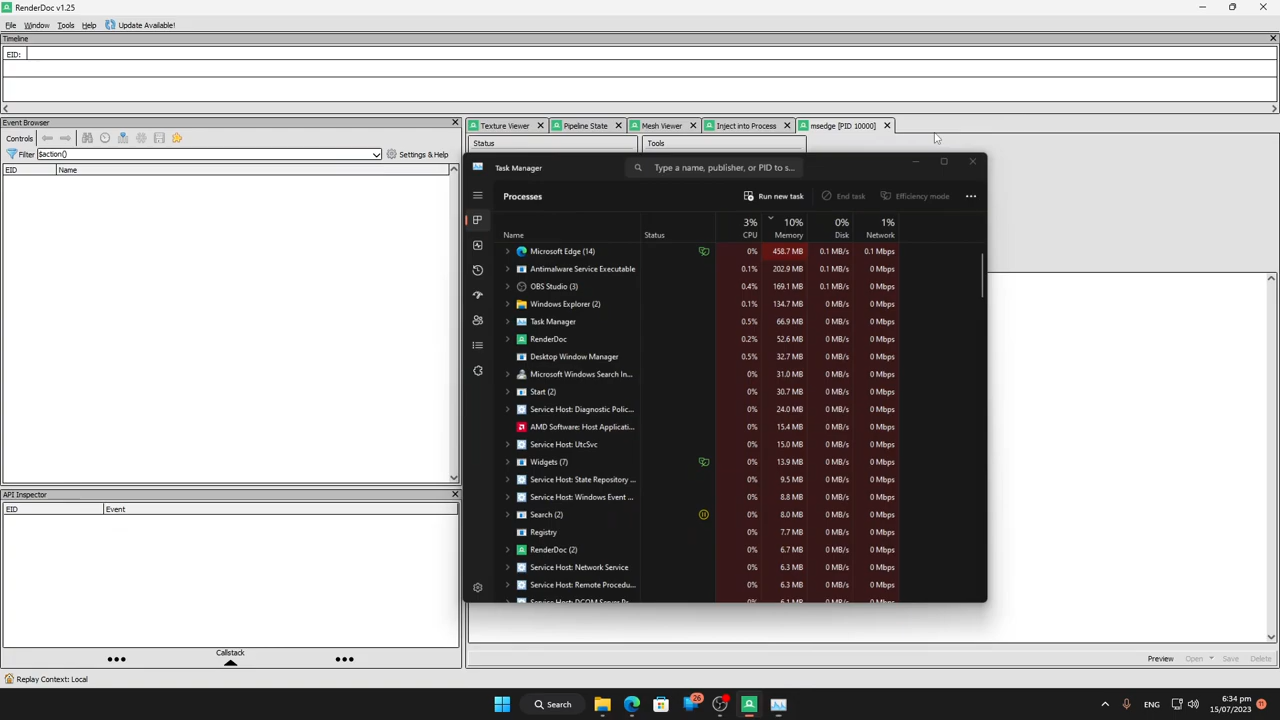 RenderDoc v1.25
File Window Tools Help Update Available!
Timeline
EID:
Event Browser
Controls
Filter $action() Settings & Help
EID Name
API Inspector
EID Event
Callstack
Replay Context: Local
Texture Viewer Pipeline State Mesh Viewer Inject into Process msedge [PID 10000]
Status Tools
Task Manager Type a name, publisher, or PID to s...
Processes Run new task End task Efficiency mode
3% 10% 0% 1%
Name Status CPU Memory Disk Network
Microsoft Edge (14) 0% 458.7 MB 0.1 MB/s 0.1 Mbps
Antimalware Service Executable 0.1% 202.9 MB 0.1 MB/s 0 Mbps
OBS Studio (3) 0.4% 169.1 MB 0.1 MB/s 0 Mbps
Windows Explorer (2) 0.1% 134.7 MB 0 MB/s 0 Mbps
Task Manager 0.5% 66.9 MB 0 MB/s 0 Mbps
RenderDoc 0.2% 52.6 MB 0 MB/s 0 Mbps
Desktop Window Manager 0.5% 32.7 MB 0 MB/s 0 Mbps
Microsoft Windows Search In... 0% 31.0 MB 0 MB/s 0 Mbps
Start (2) 0% 30.7 MB 0 MB/s 0 Mbps
Service Host: Diagnostic Polic... 0% 24.0 MB 0 MB/s 0 Mbps
AMD Software: Host Applicati... 0% 15.4 MB 0 MB/s 0 Mbps
Service Host: UtcSvc 0% 15.0 MB 0 MB/s 0 Mbps
Widgets (7) 0% 13.9 MB 0 MB/s 0 Mbps
Service Host: State Repository ... 0% 9.5 MB 0 MB/s 0 Mbps
Service Host: Windows Event ... 0% 8.8 MB 0 MB/s 0 Mbps
Search (2) 0% 8.0 MB 0 MB/s 0 Mbps
Registry 0% 7.7 MB 0 MB/s 0 Mbps
RenderDoc (2) 0% 6.7 MB 0 MB/s 0 Mbps
Service Host: Network Service 0% 6.3 MB 0 MB/s 0 Mbps
Service Host: Remote Procedu... 0% 6.3 MB 0 MB/s 0 Mbps
Service Host: DCOM Server Pr... 0% 6.1 MB 0 MB/s 0 Mbps
Preview Open Save Delete
Search 26 ENG 6:34 pm
15/07/2023 11